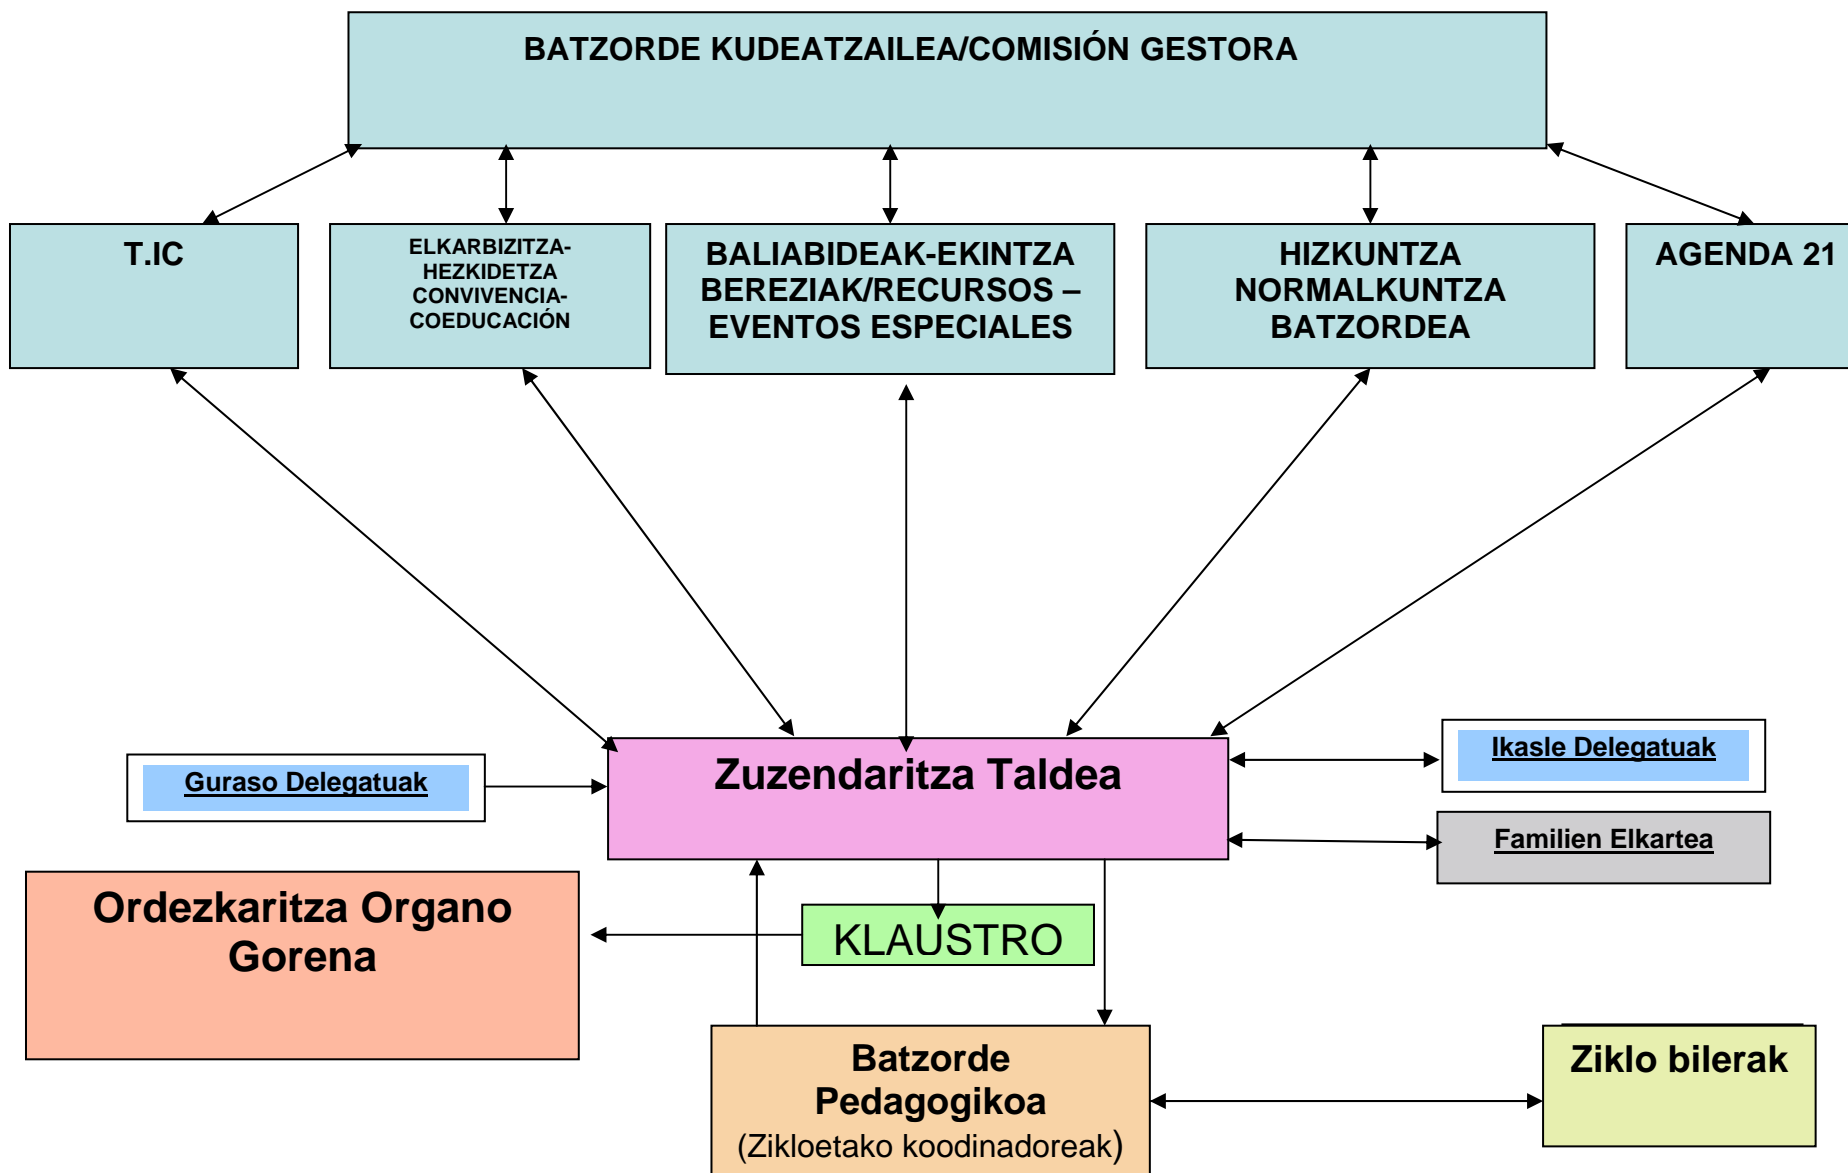 BATZORDE KUDEATZAILEA/COMISIÓN GESTORA
T.IC
ELKARBIZITZA-
HEZKIDETZA
CONVIVENCIA-
COEDUCACIÓN
BALIABIDEAK-EKINTZA
BEREZIAK/RECURSOS –
EVENTOS ESPECIALES
HIZKUNTZA
NORMALKUNTZA
BATZORDEA
AGENDA 21
Guraso Delegatuak
Zuzendaritza Taldea
Ikasle Delegatuak
Familien Elkartea
Ordezkaritza Organo
Gorena
KLAUSTRO
Batzorde
Pedagogikoa
(Zikloetako koodinadoreak)
Ziklo bilerak